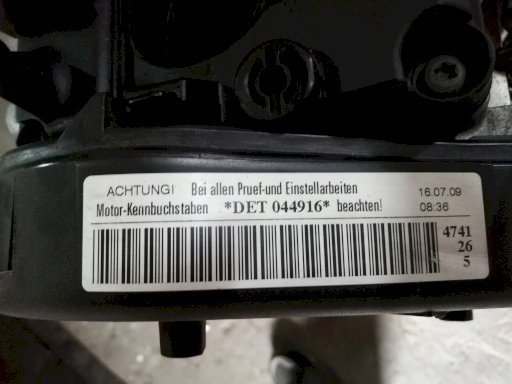 ACHTUNG! Bei allen Pruef-und Einstellarbeiten 16.07.09
Motor-Kennbuchstaben *DET 044916* beachten! 08:36
4741
26
5